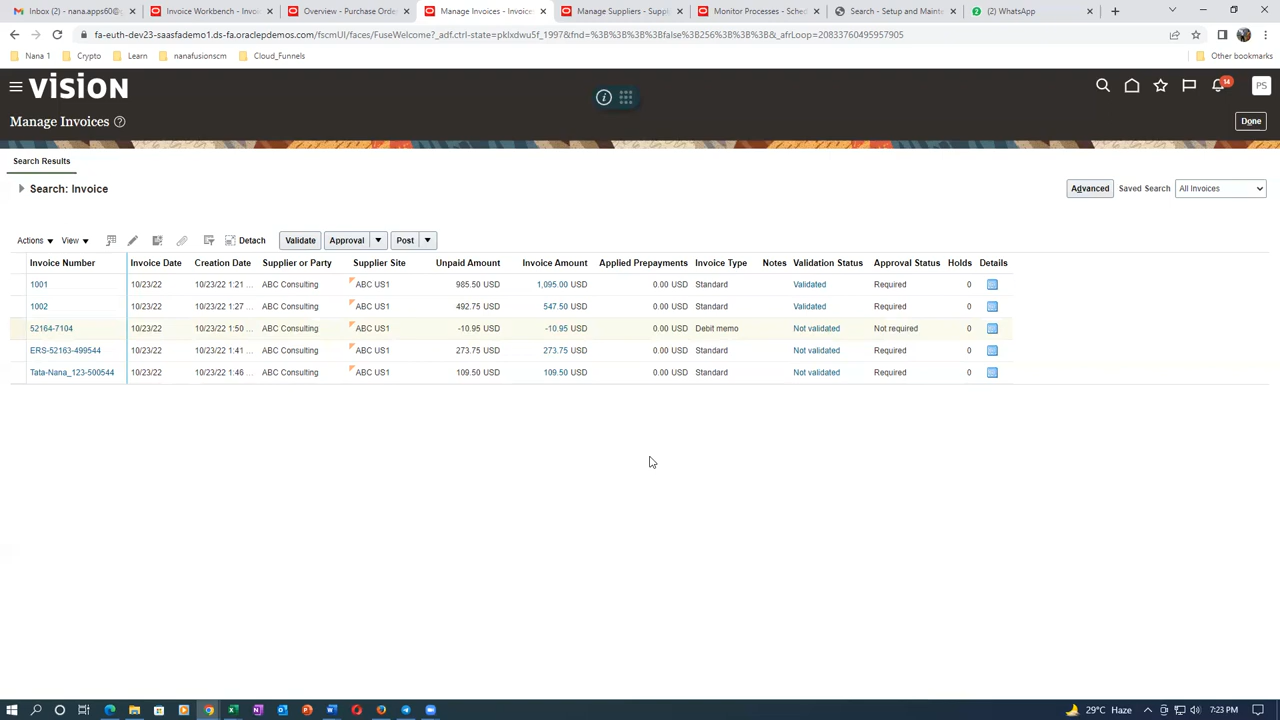 Inbox (2) - nana.apps60@g Invoice Workbench - Invoice Overview - Purchase Order Manage Invoices - Invoice Manage Suppliers - Suppl Monitor Processes - Sched Search - Setup and Mainte (2) WhatsApp
fa-euth-dev23-saasfademo1.ds-fa.oraclepdemos.com/fscmUI/faces/FuseWelcome?_adf.ctrl-state=pklxdwu5f_1997&fnd=%3B%3B%3B%3Bfalse%3B256%3B%3B%3B&_afrLoop=20833760495957905
Nana 1 Crypto Learn nanafusionscm Cloud_Funnels Other bookmarks
VISION
14
PS
Manage Invoices
Done
Search Results
Search: Invoice
Advanced Saved Search All Invoices
Actions View Detach Validate Approval Post
Invoice Number Invoice Date Creation Date Supplier or Party Supplier Site Unpaid Amount Invoice Amount Applied Prepayments Invoice Type Notes Validation Status Approval Status Holds Details
1001 10/23/22 10/23/22 1:21 ... ABC Consulting ABC US1 985.50 USD 1,095.00 USD 0.00 USD Standard Validated Required 0
1002 10/23/22 10/23/22 1:27 ... ABC Consulting ABC US1 492.75 USD 547.50 USD 0.00 USD Standard Validated Required 0
52164-7104 10/23/22 10/23/22 1:50 ... ABC Consulting ABC US1 -10.95 USD -10.95 USD 0.00 USD Debit memo Not validated Not required 0
ERS-52163-499544 10/23/22 10/23/22 1:41 ... ABC Consulting ABC US1 273.75 USD 273.75 USD 0.00 USD Standard Not validated Required 0
Tata-Nana_123-500544 10/23/22 10/23/22 1:46 ... ABC Consulting ABC US1 109.50 USD 109.50 USD 0.00 USD Standard Not validated Required 0
29°C Haze 7:23 PM